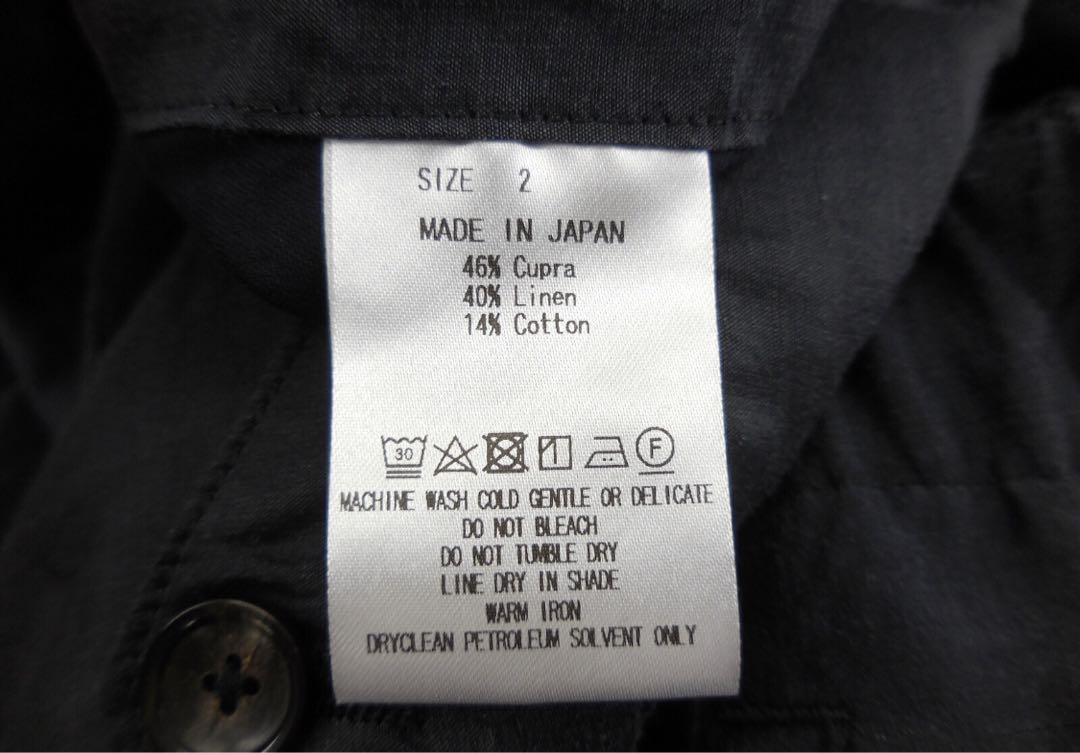 SIZE 2
MADE IN JAPAN
46% Cupra
40% Linen
14% Cotton
30 F
MACHINE WASH COLD GENTLE OR DELICATE
DO NOT BLEACH
DO NOT TUMBLE DRY
LINE DRY IN SHADE
WARM IRON
DRYCLEAN PETROLEUM SOLVENT ONLY